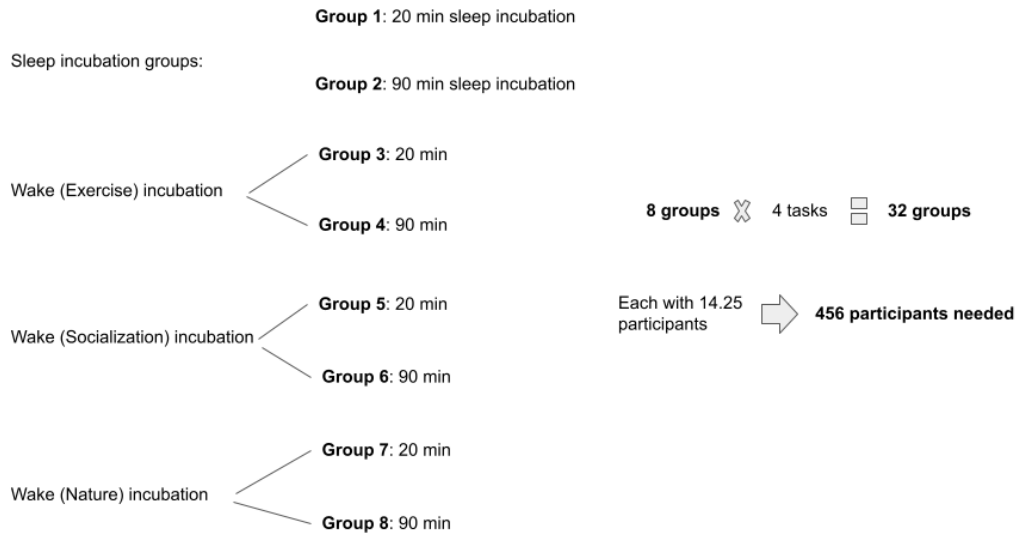 Group 1: 20 min sleep incubation
Sleep incubation groups:
Group 2: 90 min sleep incubation
Group 3: 20 min
Wake (Exercise) incubation
Group 4: 90 min
8 groups 4 tasks 32 groups
Group 5: 20 min
Each with 14.25
participants
456 participants needed
Wake (Socialization) incubation
Group 6: 90 min
Group 7: 20 min
Wake (Nature) incubation
Group 8: 90 min